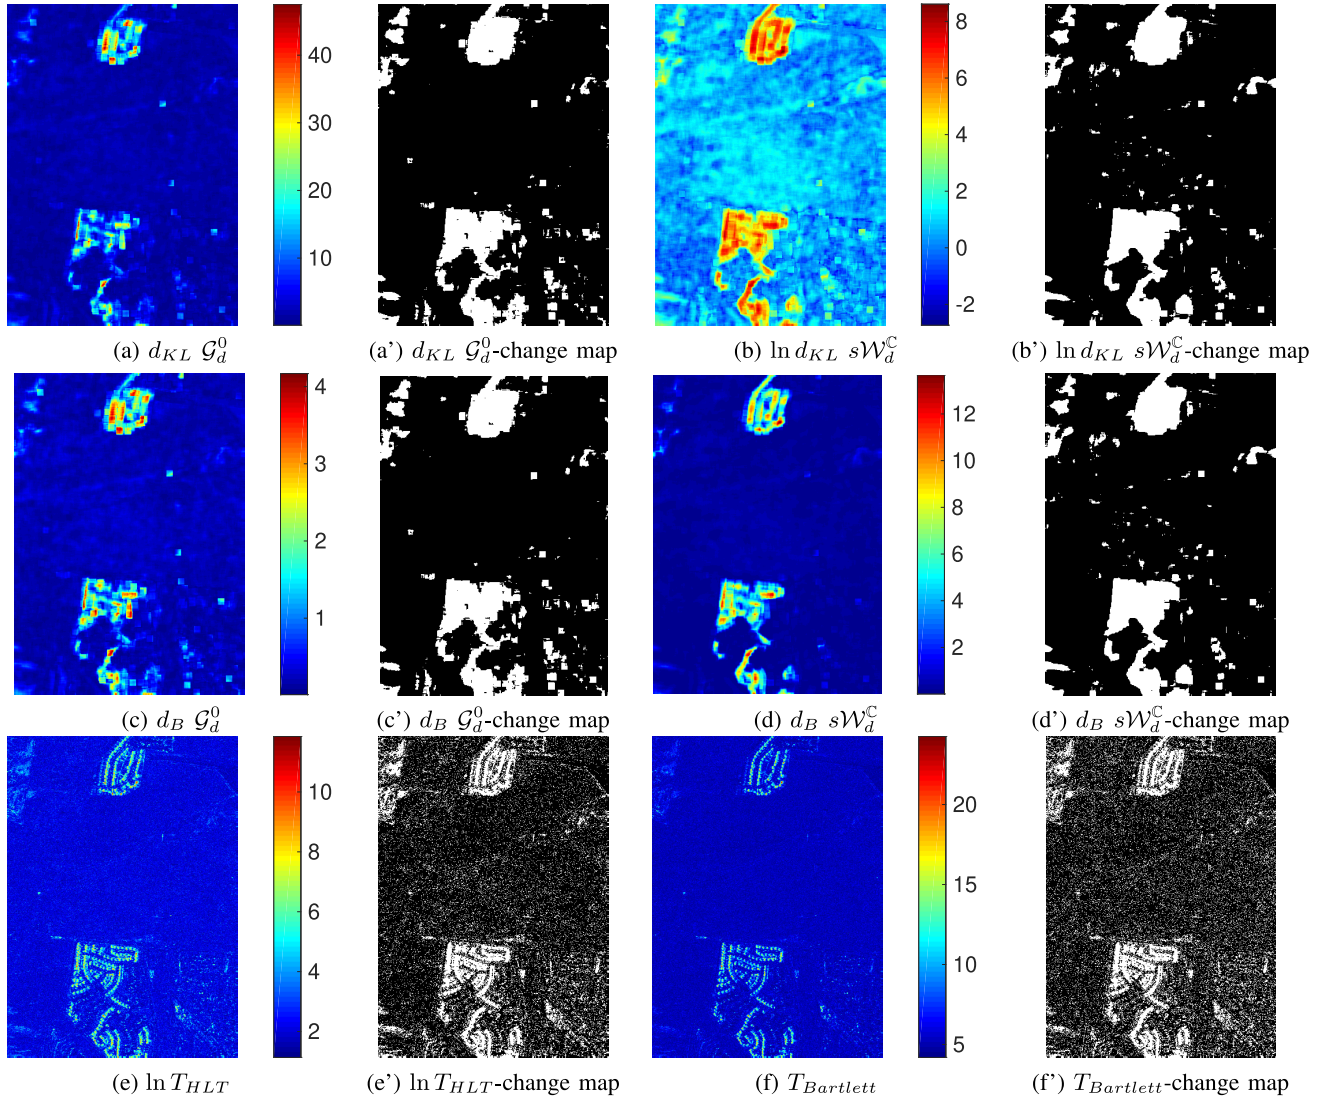 40
30
20
10
8
6
4
2
0
-2
(a) d_{KL} 𝒢_d^0
(a') d_{KL} 𝒢_d^0-change map
(b) ln d_{KL} s𝒲_d^ℂ
(b') ln d_{KL} s𝒲_d^ℂ-change map
4
3
2
1
12
10
8
6
4
2
(c) d_B 𝒢_d^0
(c') d_B 𝒢_d^0-change map
(d) d_B s𝒲_d^ℂ
(d') d_B s𝒲_d^ℂ-change map
10
8
6
4
2
20
15
10
5
(e) ln T_{HLT}
(e') ln T_{HLT}-change map
(f) T_{Bartlett}
(f') T_{Bartlett}-change map